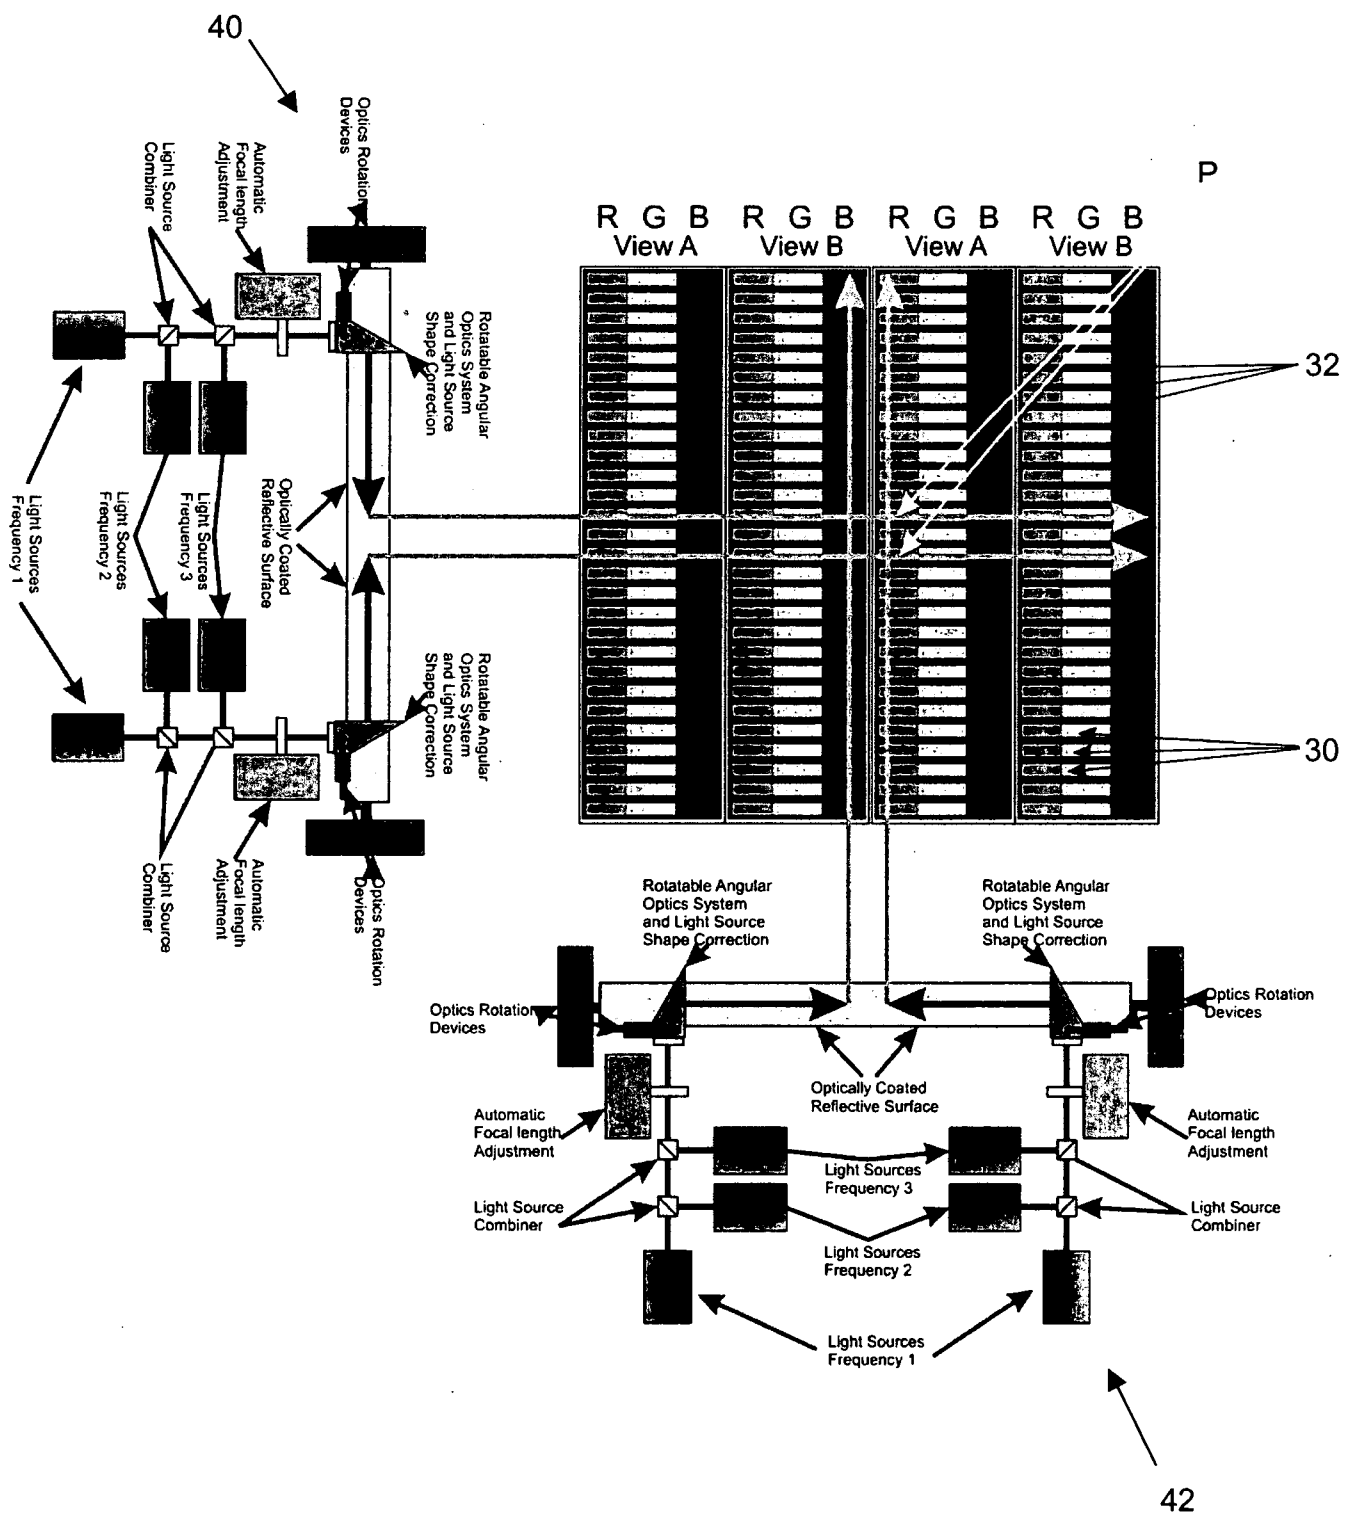 40
Optics Rotation
Devices
Automatic
Focal length
Adjustment
Light Source
Combiner
P
R G B R G B R G B R G B
View A View B View A View B
Rotatable Angular
Optics System
and Light Source
Shape Correction
32
Light Sources
Frequency 1
Light Sources
Frequency 2
Light Sources
Frequency 3
Optically Coated
Reflective Surface
Rotatable Angular
Optics System
and Light Source
Shape Correction
30
Light Source
Combiner
Automatic
Focal length
Adjustment
Optics Rotation
Devices
Rotatable Angular
Optics System
and Light Source
Shape Correction
Rotatable Angular
Optics System
and Light Source
Shape Correction
Optics Rotation
Devices
Optics Rotation
Devices
Optically Coated
Reflective Surface
Automatic
Focal length
Adjustment
Automatic
Focal length
Adjustment
Light Sources
Frequency 3
Light Source
Combiner
Light Source
Combiner
Light Sources
Frequency 2
Light Sources
Frequency 1
42